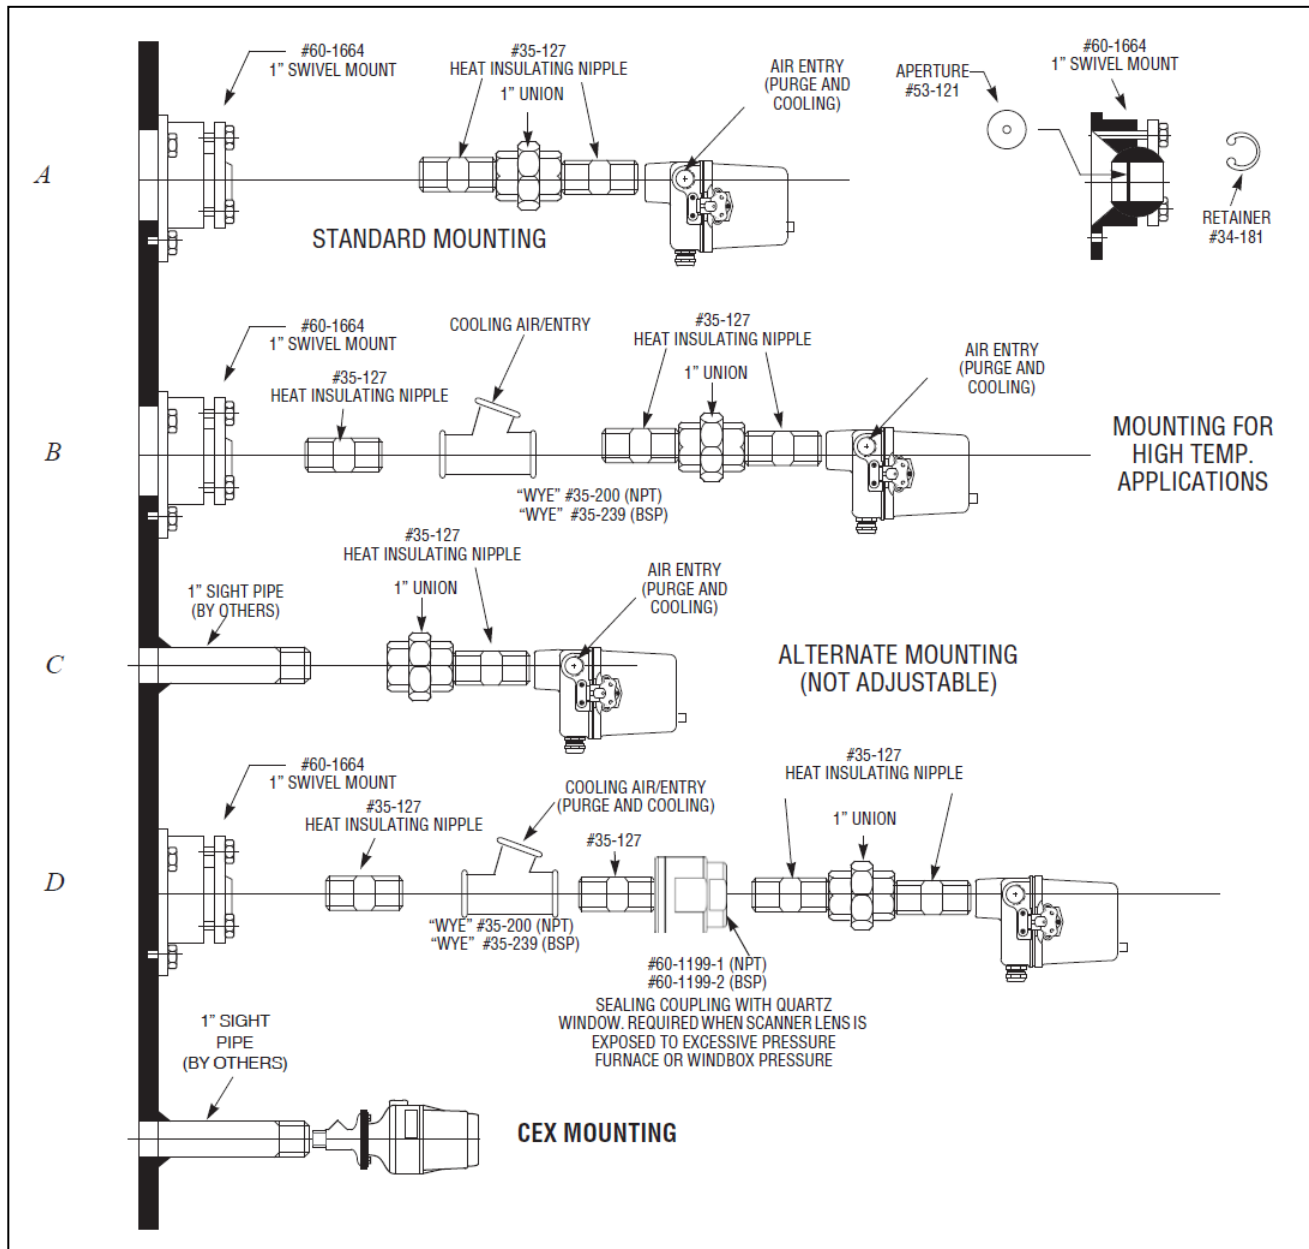 #60-1664
1” SWIVEL MOUNT
#35-127
HEAT INSULATING NIPPLE
1” UNION
AIR ENTRY
(PURGE AND
COOLING)
APERTURE
#53-121
#60-1664
1” SWIVEL MOUNT
RETAINER
#34-181
A
STANDARD MOUNTING
#60-1664
1” SWIVEL MOUNT
#35-127
HEAT INSULATING NIPPLE
COOLING AIR/ENTRY
#35-127
HEAT INSULATING NIPPLE
1” UNION
AIR ENTRY
(PURGE AND
COOLING)
B
“WYE” #35-200 (NPT)
“WYE” #35-239 (BSP)
MOUNTING FOR
HIGH TEMP.
APPLICATIONS
1” SIGHT PIPE
(BY OTHERS)
#35-127
HEAT INSULATING NIPPLE
1” UNION
AIR ENTRY
(PURGE AND
COOLING)
C
ALTERNATE MOUNTING
(NOT ADJUSTABLE)
#60-1664
1” SWIVEL MOUNT
#35-127
HEAT INSULATING NIPPLE
COOLING AIR/ENTRY
(PURGE AND COOLING)
#35-127
#35-127
HEAT INSULATING NIPPLE
1” UNION
D
“WYE” #35-200 (NPT)
“WYE” #35-239 (BSP)
#60-1199-1 (NPT)
#60-1199-2 (BSP)
SEALING COUPLING WITH QUARTZ
WINDOW. REQUIRED WHEN SCANNER LENS IS
EXPOSED TO EXCESSIVE PRESSURE
FURNACE OR WINDBOX PRESSURE
1” SIGHT
PIPE
(BY OTHERS)
CEX MOUNTING